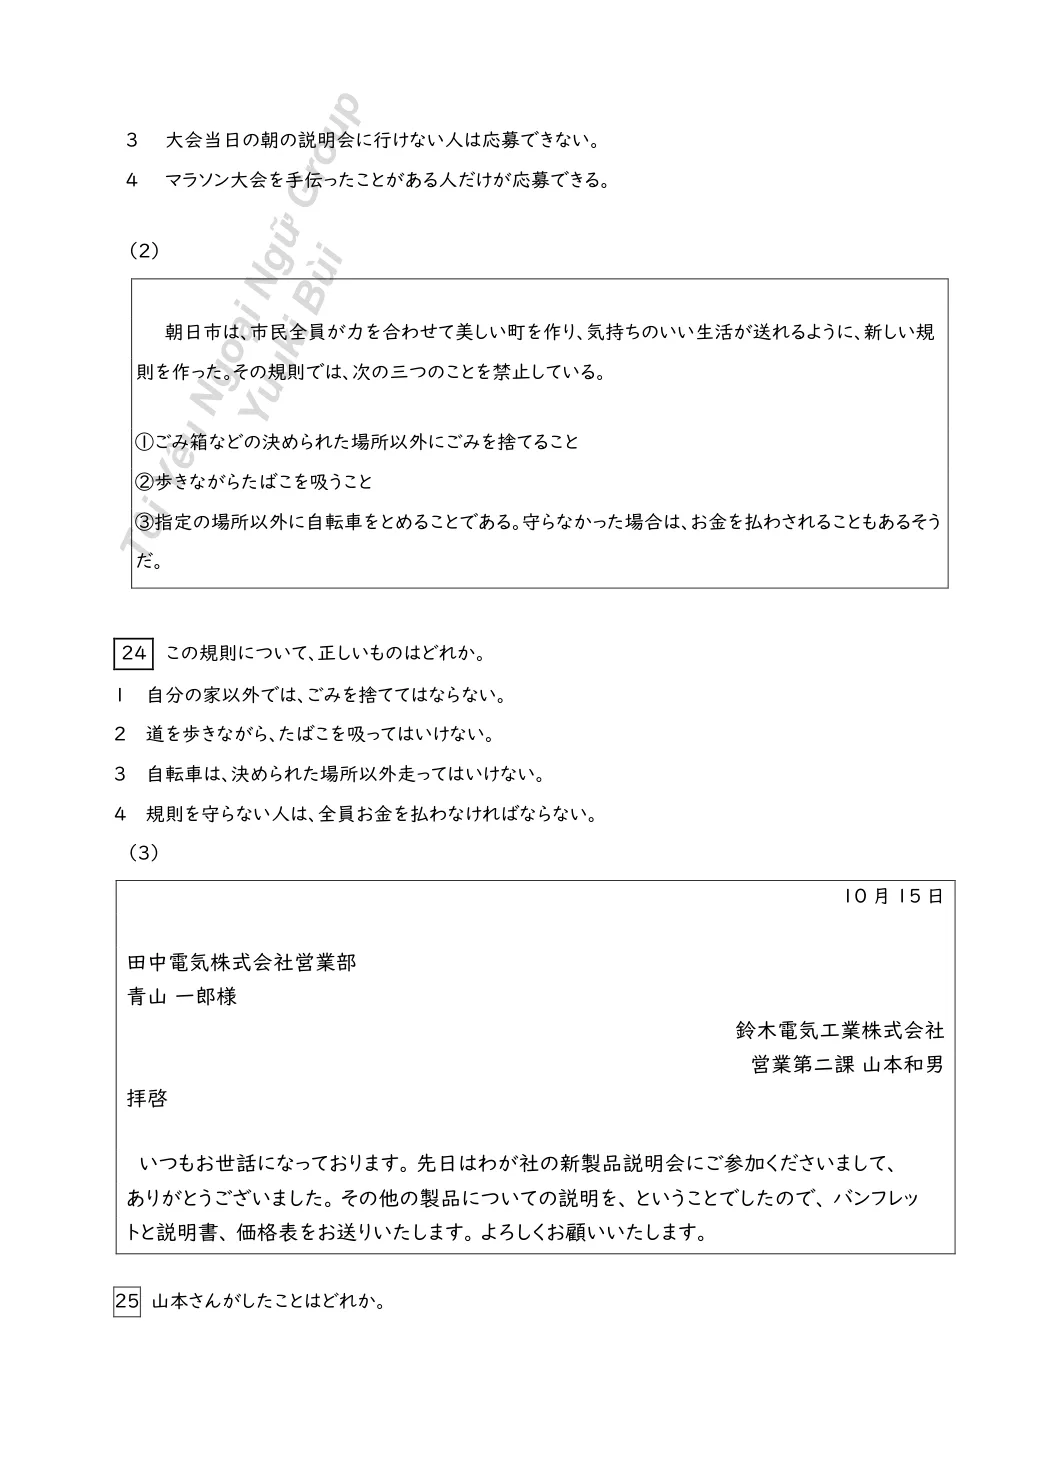 3 大会当日の朝の説明会に行けない人は応募できない。
4 マラソン大会を手伝ったことがある人だけが応募できる。
（2）
朝日市は、市民全員が力を合わせて美しい町を作り、気持ちのいい生活が送れるように、新しい規
則を作った。その規則では、次の三つのことを禁止している。
①ごみ箱などの決められた場所以外にごみを捨てること
②歩きながらたばこを吸うこと
③指定の場所以外に自転車をとめることである。守らなかった場合は、お金を払わされることもあるそう
だ。
24 この規則について、正しいものはどれか。
1 自分の家以外では、ごみを捨ててはならない。
2 道を歩きながら、たばこを吸ってはいけない。
3 自転車は、決められた場所以外走ってはいけない。
4 規則を守らない人は、全員お金を払わなければならない。
（3）
10 月 15 日
田中電気株式会社営業部
青山 一郎様
鈴木電気工業株式会社
営業第二課 山本和男
拝啓
いつもお世話になっております。先日はわが社の新製品説明会にご参加くださいまして、
ありがとうございました。その他の製品についての説明を、ということでしたので、バンフレッ
トと説明書、価格表をお送りいたします。よろしくお願いいたします。
25 山本さんがしたことはどれか。
Tôi Yêu Ngoại Ngữ Group
Yuuki Bùi